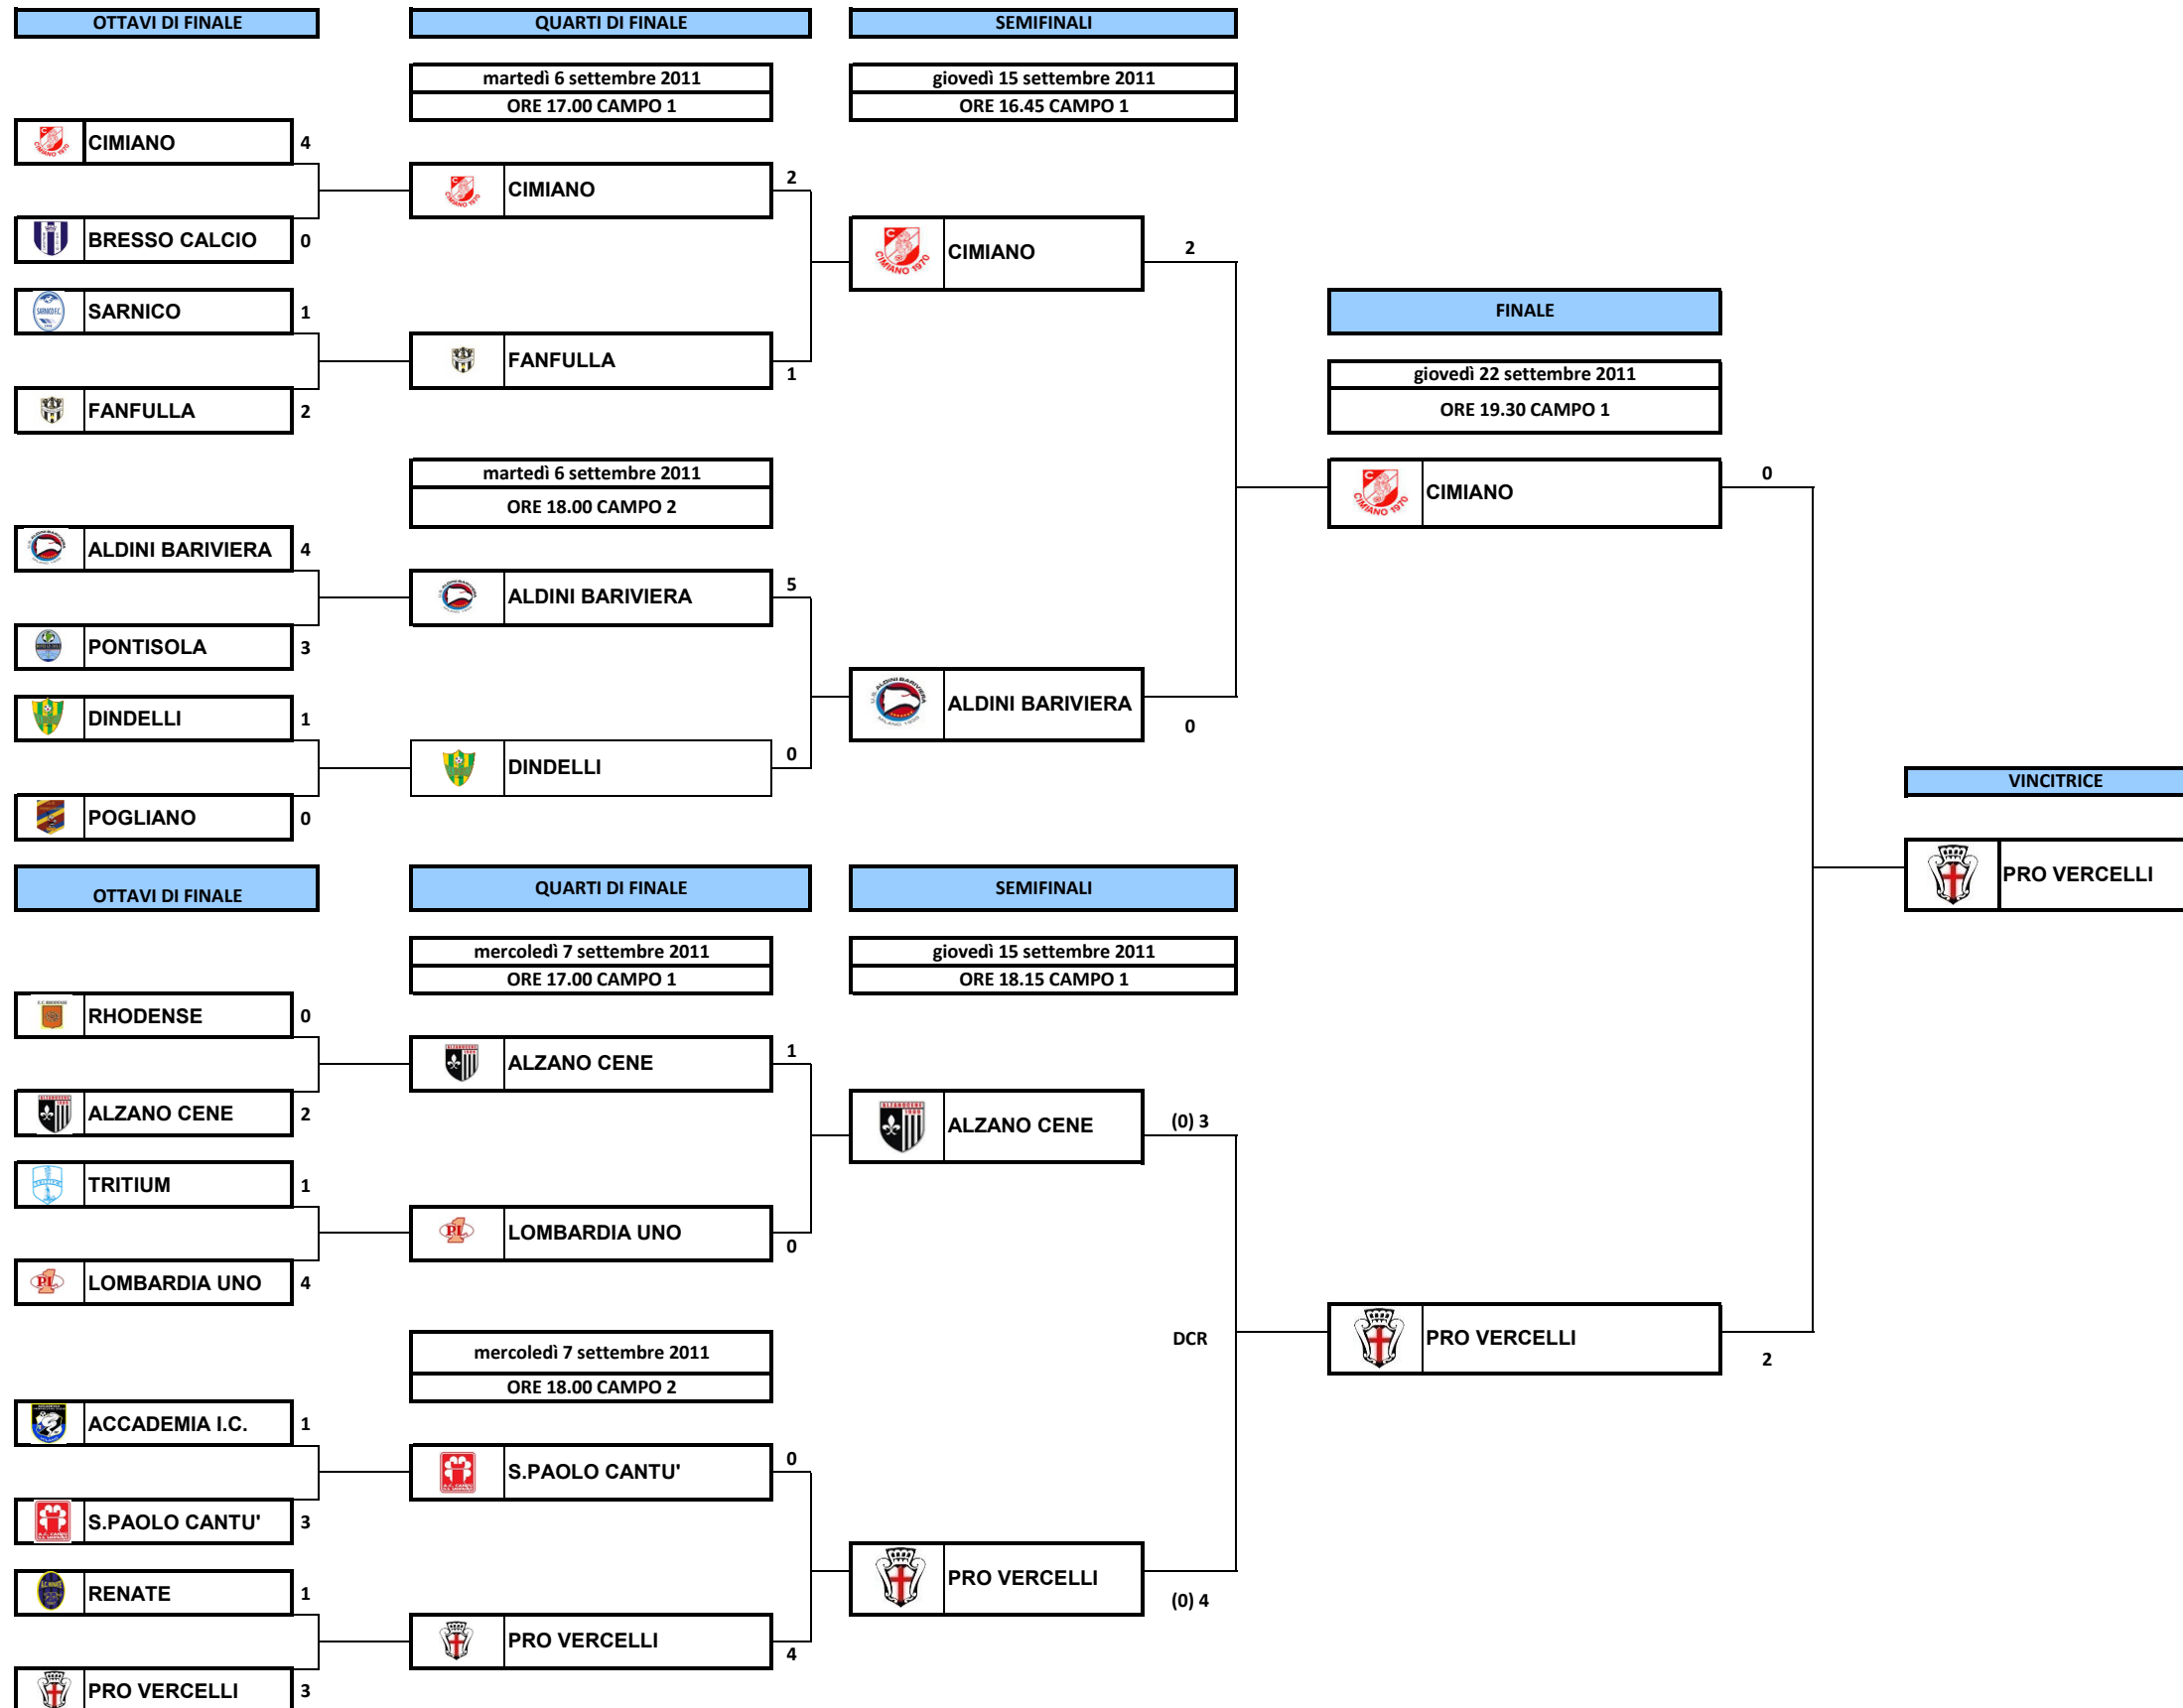 OTTAVI DI FINALE
QUARTI DI FINALE
SEMIFINALI
martedì 6 settembre 2011
giovedì 15 settembre 2011
ORE 17.00 CAMPO 1
ORE 16.45 CAMPO 1
CIMIANO 4
CIMIANO 2
BRESSO CALCIO 0
CIMIANO 2
SARNICO 1
FINALE
FANFULLA 1
giovedì 22 settembre 2011
FANFULLA 2
ORE 19.30 CAMPO 1
martedì 6 settembre 2011
CIMIANO 0
ORE 18.00 CAMPO 2
ALDINI BARIVIERA 4
ALDINI BARIVIERA 5
PONTISOLA 3
ALDINI BARIVIERA 0
DINDELLI 1
DINDELLI 0
VINCITRICE
POGLIANO 0
PRO VERCELLI
OTTAVI DI FINALE
QUARTI DI FINALE
SEMIFINALI
mercoledì 7 settembre 2011
giovedì 15 settembre 2011
ORE 17.00 CAMPO 1
ORE 18.15 CAMPO 1
RHODENSE 0
ALZANO CENE 1
ALZANO CENE 2
ALZANO CENE (0) 3
TRITIUM 1
LOMBARDIA UNO 0
LOMBARDIA UNO 4
DCR
PRO VERCELLI 2
mercoledì 7 settembre 2011
ORE 18.00 CAMPO 2
ACCADEMIA I.C. 1
S.PAOLO CANTU' 0
S.PAOLO CANTU' 3
PRO VERCELLI (0) 4
RENATE 1
PRO VERCELLI 4
PRO VERCELLI 3